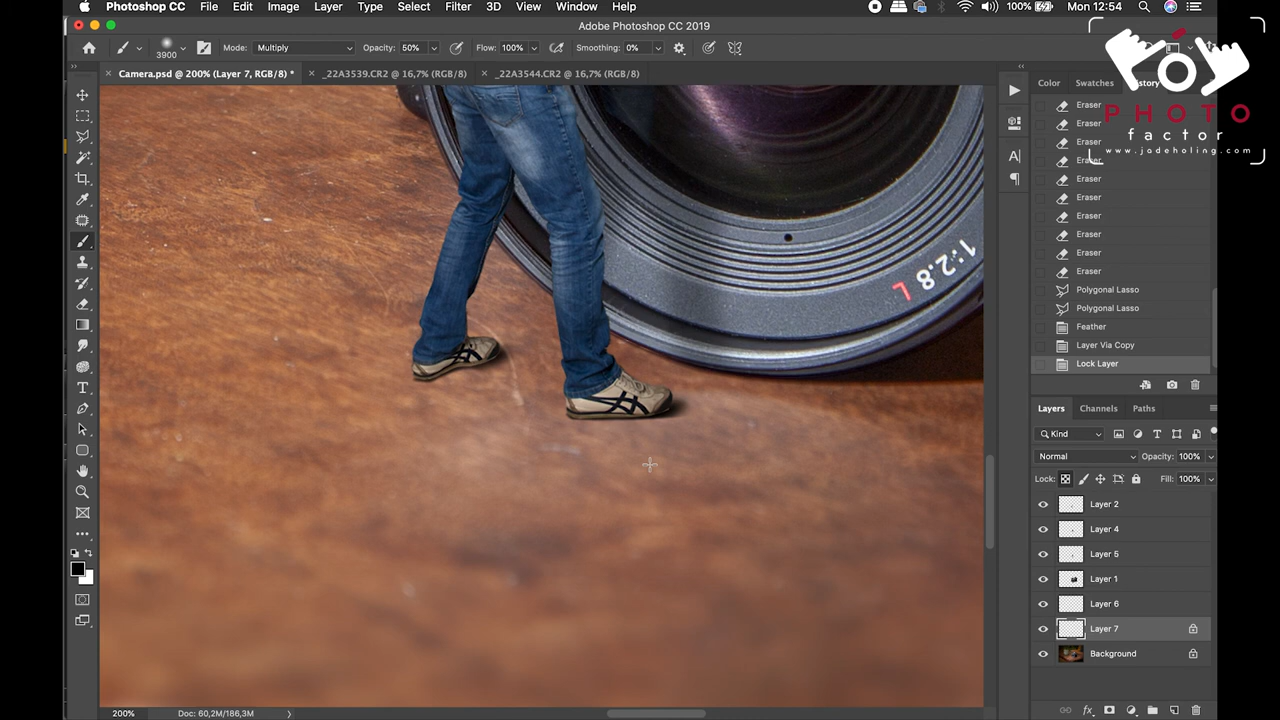 Photoshop CC File Edit Image Layer Type Select Filter 3D View Window Help 100% Mon 12:54
Adobe Photoshop CC 2019
3900 Mode: Multiply Opacity: 50% Flow: 100% Smoothing: 0%
Camera.psd @ 200% (Layer 7, RGB/8) * _22A3539.CR2 @ 16,7% (RGB/8) _22A3544.CR2 @ 16,7% (RGB/8)
Color Swatches
Eraser
Eraser
Eraser
Eraser
Eraser
Eraser
Eraser
Eraser
Eraser
Eraser
Polygonal Lasso
Polygonal Lasso
Feather
Layer Via Copy
Lock Layer
PHOTO
factor
www.jadeholing.com
1:2.8 L
Layers Channels Paths
Kind
Normal Opacity: 100%
Lock: Fill: 100%
Layer 2
Layer 4
Layer 5
Layer 1
Layer 6
Layer 7
Background
200% Doc: 60,2M/186,3M